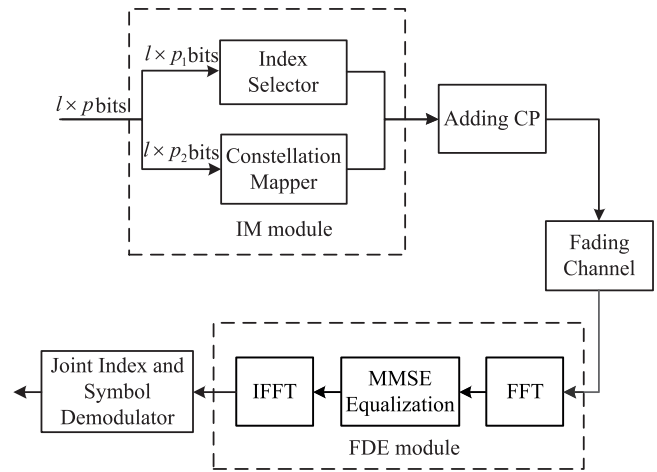 l × p bits
l × p₁ bits
Index
Selector
l × p₂ bits
Constellation
Mapper
IM module
Adding CP
Fading
Channel
Joint Index and
Symbol
Demodulator
IFFT
MMSE
Equalization
FFT
FDE module